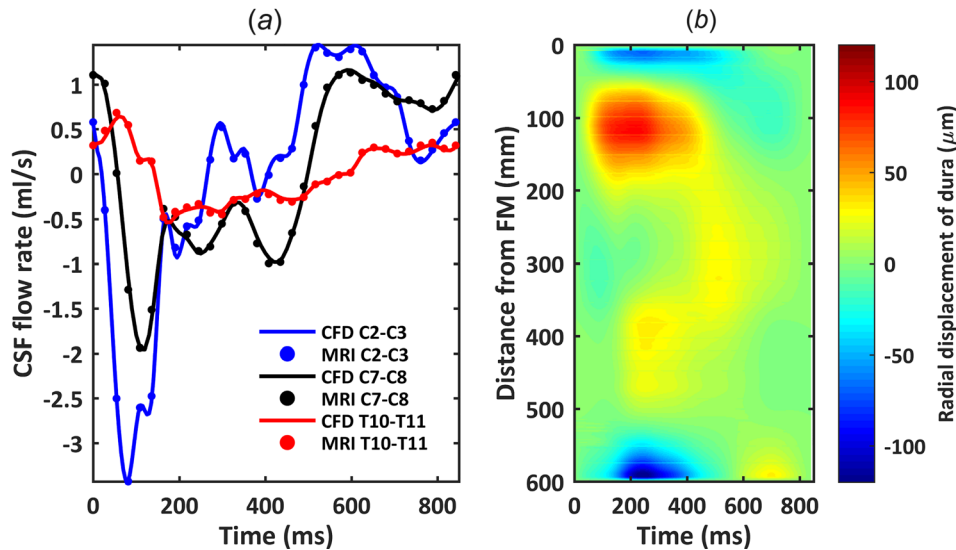 (a)
CSF flow rate (ml/s)
1
0.5
0
-0.5
-1
-1.5
-2
-2.5
-3
CFD C2-C3
MRI C2-C3
CFD C7-C8
MRI C7-C8
CFD T10-T11
MRI T10-T11
0 200 400 600 800
Time (ms)
(b)
Distance from FM (mm)
0
100
200
300
400
500
600
0 200 400 600 800
Time (ms)
100
50
0
-50
-100
Radial displacement of dura (μm)